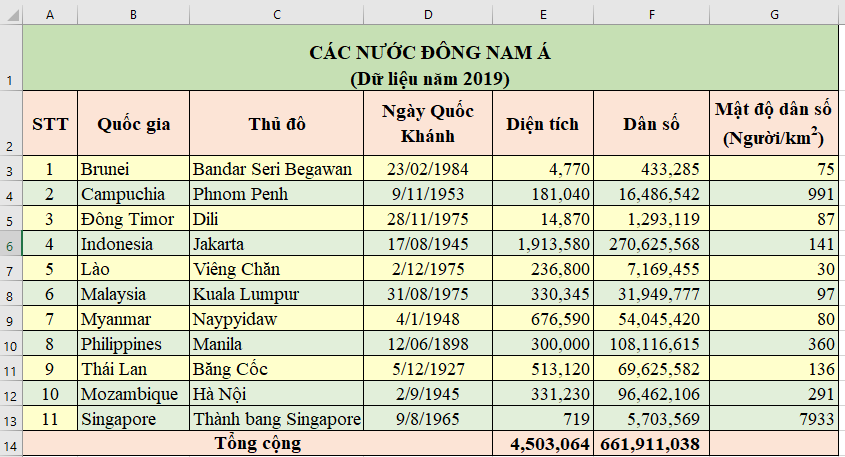 A B C D E F G
1 CÁC NƯỚC ĐÔNG NAM Á
(Dữ liệu năm 2019)
2 STT Quốc gia Thủ đô Ngày Quốc Khánh Diện tích Dân số Mật độ dân số (Người/km²)
3 1 Brunei Bandar Seri Begawan 23/02/1984 4,770 433,285 75
4 2 Campuchia Phnom Penh 9/11/1953 181,040 16,486,542 991
5 3 Đông Timor Dili 28/11/1975 14,870 1,293,119 87
6 4 Indonesia Jakarta 17/08/1945 1,913,580 270,625,568 141
7 5 Lào Viêng Chăn 2/12/1975 236,800 7,169,455 30
8 6 Malaysia Kuala Lumpur 31/08/1975 330,345 31,949,777 97
9 7 Myanmar Naypyidaw 4/1/1948 676,590 54,045,420 80
10 8 Philippines Manila 12/06/1898 300,000 108,116,615 360
11 9 Thái Lan Băng Cốc 5/12/1927 513,120 69,625,582 136
12 10 Mozambique Hà Nội 2/9/1945 331,230 96,462,106 291
13 11 Singapore Thành bang Singapore 9/8/1965 719 5,703,569 7933
14 Tổng cộng 4,503,064 661,911,038